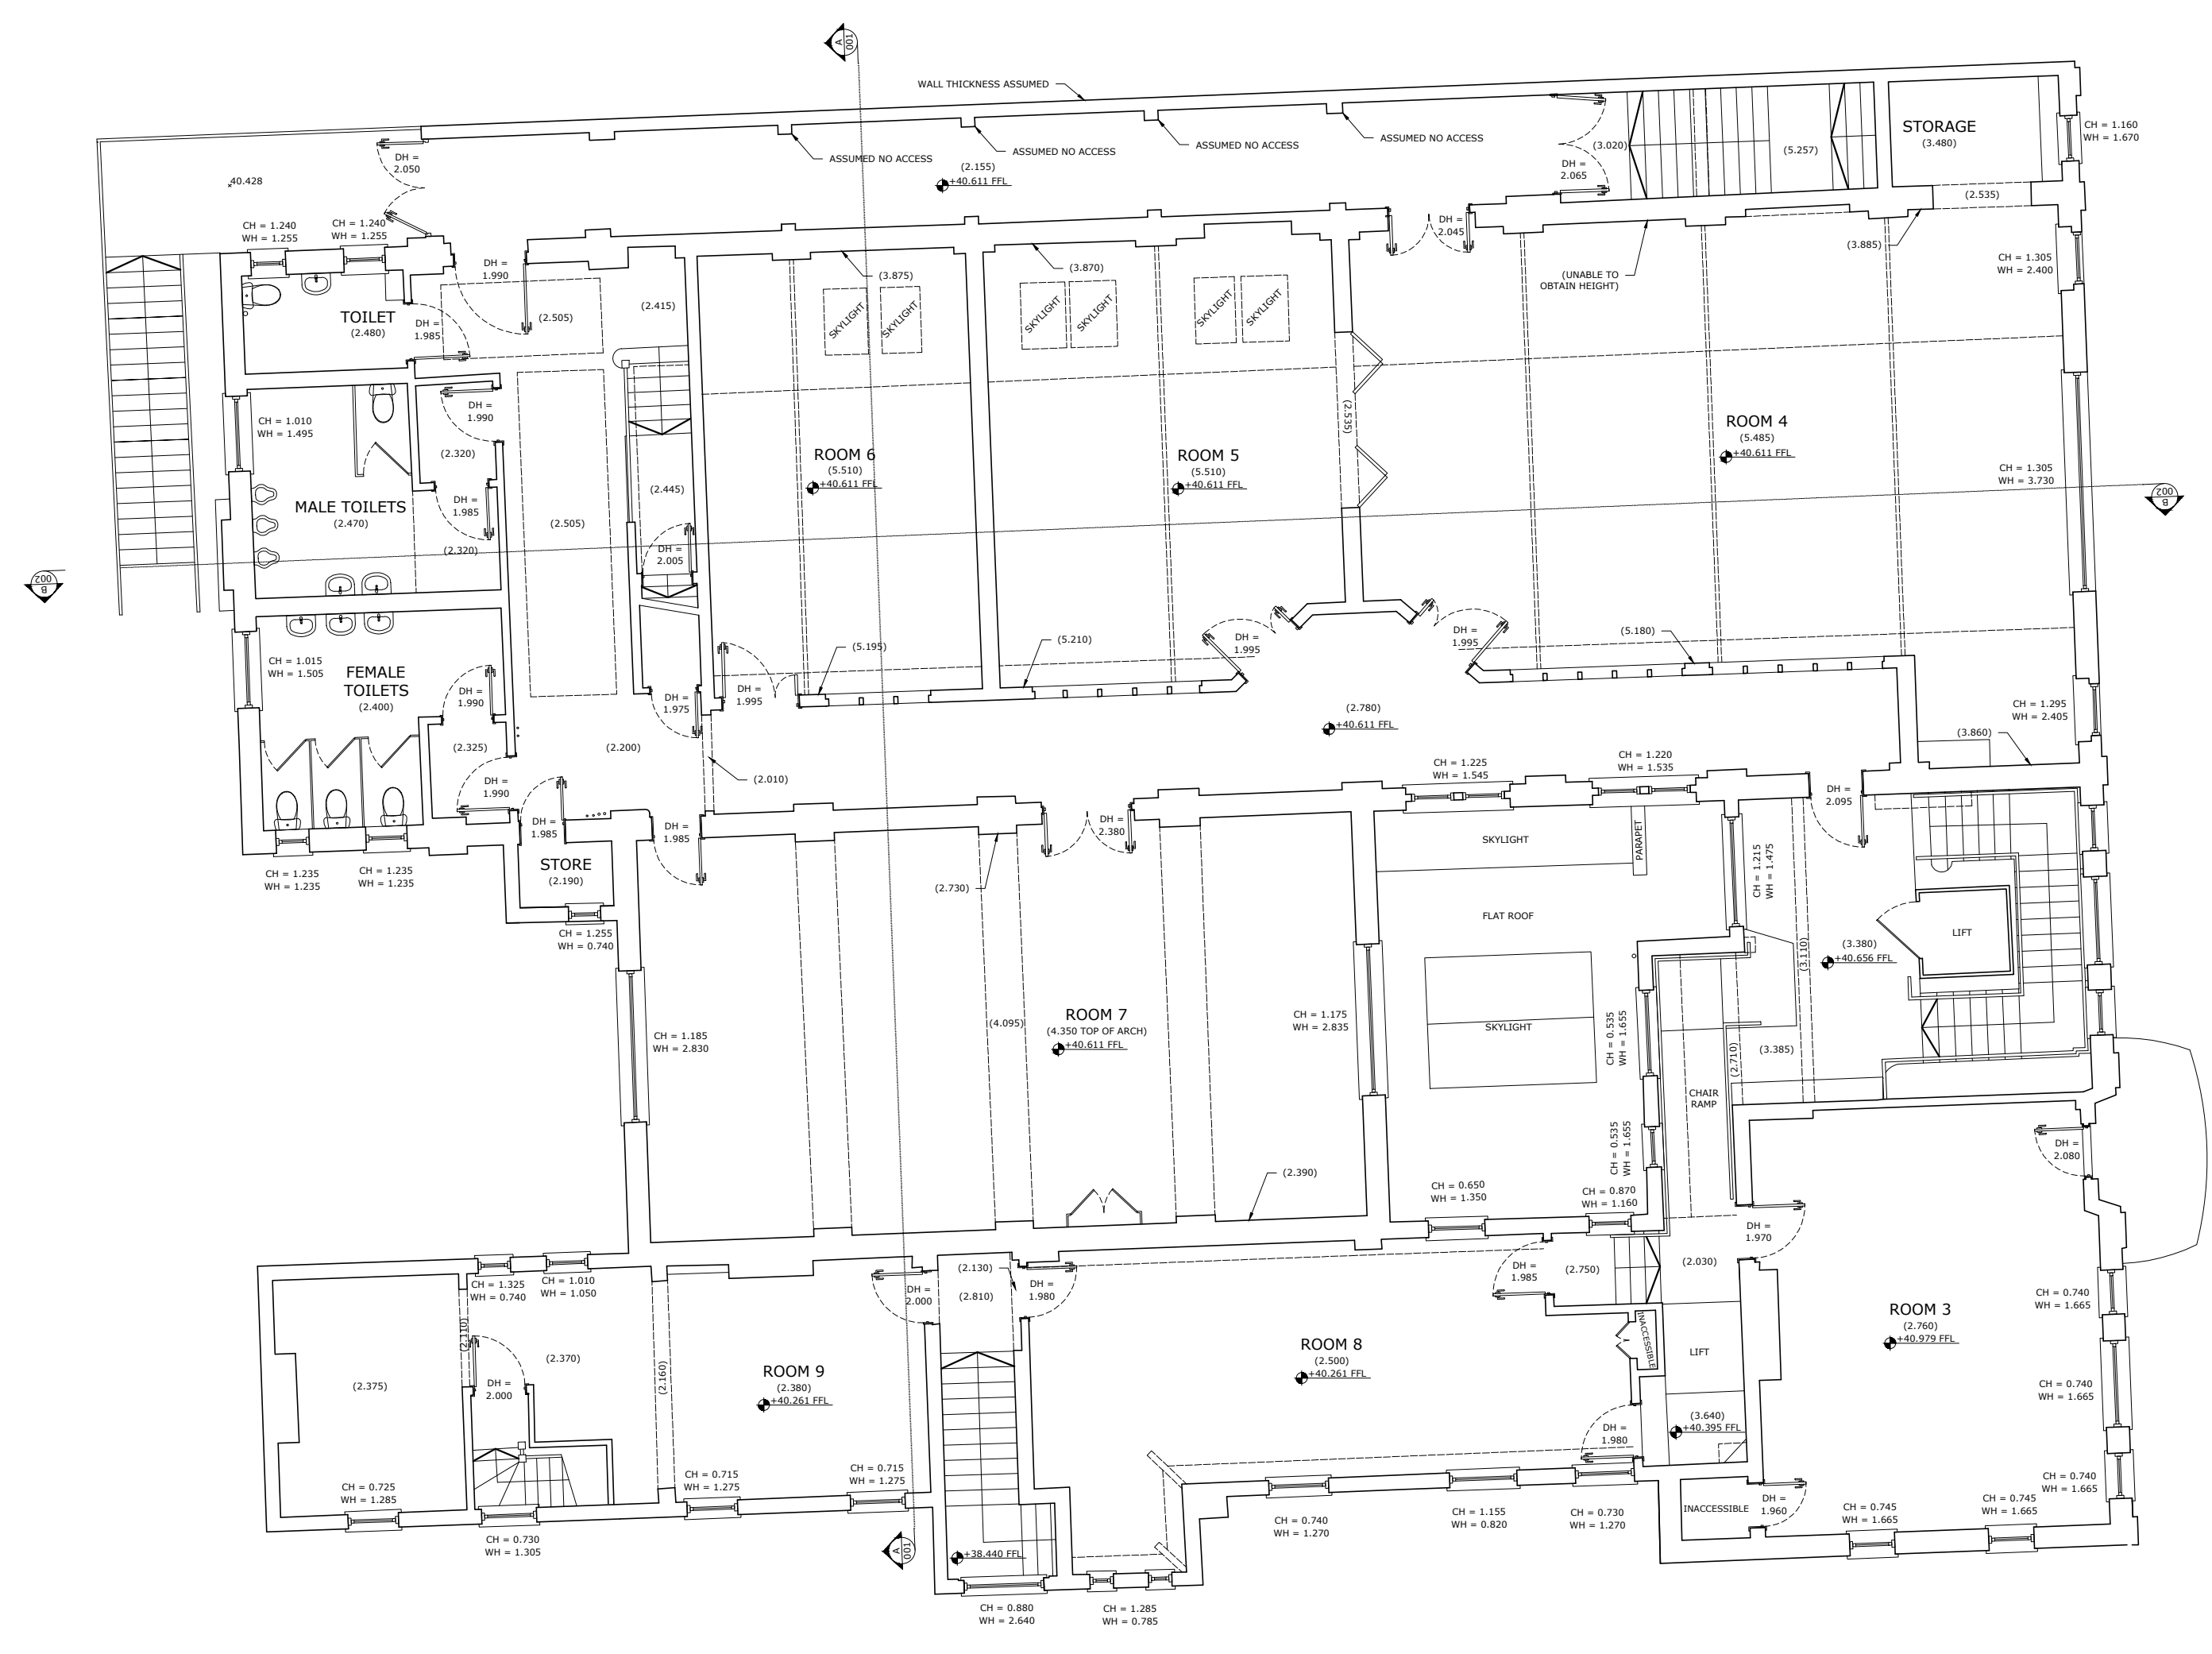 A
001
WALL THICKNESS ASSUMED
STORAGE
(3.480)
CH = 1.160
WH = 1.670
DH =
2.050
ASSUMED NO ACCESS
ASSUMED NO ACCESS
ASSUMED NO ACCESS
ASSUMED NO ACCESS
(3.020)
(5.257)
(2.155)
+40.611 FFL
DH =
2.065
40.428
(2.535)
CH = 1.240
WH = 1.255
CH = 1.240
WH = 1.255
DH =
2.045
(3.885)
DH =
1.990
(3.875)
(3.870)
(UNABLE TO
OBTAIN HEIGHT)
CH = 1.305
WH = 2.400
TOILET
(2.480)
DH =
1.985
(2.505)
(2.415)
SKYLIGHT
SKYLIGHT
SKYLIGHT
SKYLIGHT
SKYLIGHT
SKYLIGHT
CH = 1.010
WH = 1.495
DH =
1.990
(2.535)
ROOM 4
(5.485)
+40.611 FFL
(2.320)
ROOM 6
(5.510)
+40.611 FFL
ROOM 5
(5.510)
+40.611 FFL
CH = 1.305
WH = 3.730
MALE TOILETS
(2.470)
DH =
1.985
(2.445)
(2.505)
(2.320)
DH =
2.005
002
B
002
B
CH = 1.015
WH = 1.505
FEMALE
TOILETS
(2.400)
DH =
1.990
(5.195)
(5.210)
DH =
1.995
DH =
1.995
(5.180)
DH =
1.975
DH =
1.995
(2.780)
+40.611 FFL
CH = 1.295
WH = 2.405
(2.325)
(2.200)
(2.010)
(3.860)
DH =
1.990
CH = 1.225
WH = 1.545
CH = 1.220
WH = 1.535
DH =
2.095
DH =
1.985
DH =
1.985
DH =
2.380
SKYLIGHT
PARAPET
CH = 1.215
WH = 1.475
STORE
(2.190)
CH = 1.235
WH = 1.235
CH = 1.235
WH = 1.235
(2.730)
FLAT ROOF
CH = 1.255
WH = 0.740
LIFT
(3.110)
(3.380)
+40.656 FFL
ROOM 7
(4.350 TOP OF ARCH)
+40.611 FFL
(4.095)
CH = 1.175
WH = 2.835
SKYLIGHT
CH = 0.535
WH = 1.655
CH = 1.185
WH = 2.830
(2.710)
(3.385)
CHAIR
RAMP
CH = 0.535
WH = 1.655
DH =
2.080
(2.390)
CH = 0.650
WH = 1.350
CH = 0.870
WH = 1.160
DH =
1.970
CH = 1.325
WH = 0.740
CH = 1.010
WH = 1.050
DH =
2.000
(2.130)
(2.810)
DH =
1.980
DH =
1.985
(2.750)
(2.030)
CH = 0.740
WH = 1.665
ROOM 3
(2.760)
+40.979 FFL
(2.110)
(2.370)
(2.160)
ROOM 8
(2.500)
+40.261 FFL
INACCESSIBLE
LIFT
ROOM 9
(2.380)
+40.261 FFL
(2.375)
DH =
2.000
CH = 0.740
WH = 1.665
(3.640)
+40.395 FFL
DH =
1.980
CH = 0.725
WH = 1.285
CH = 0.715
WH = 1.275
CH = 0.715
WH = 1.275
CH = 0.740
WH = 1.665
INACCESSIBLE
DH =
1.960
CH = 0.745
WH = 1.665
CH = 0.745
WH = 1.665
CH = 0.740
WH = 1.270
CH = 1.155
WH = 0.820
CH = 0.730
WH = 1.270
CH = 0.730
WH = 1.305
A
001
+38.440 FFL
CH = 0.880
WH = 2.640
CH = 1.285
WH = 0.785